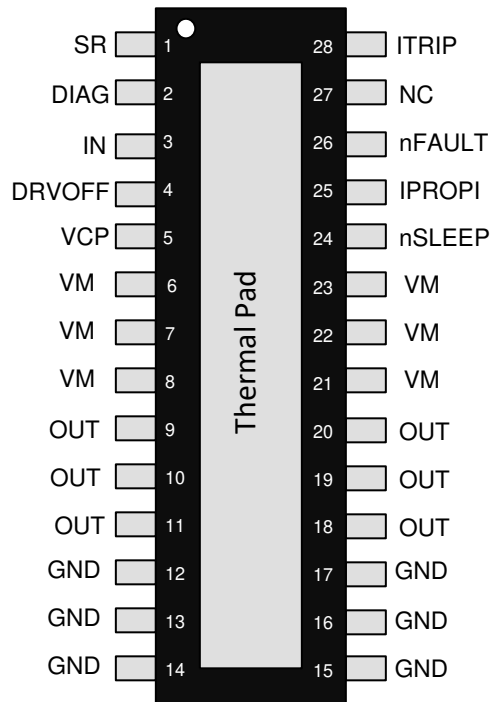 SR 1 28 ITRIP
DIAG 2 27 NC
IN 3 26 nFAULT
DRVOFF 4 25 IPROPI
VCP 5 24 nSLEEP
VM 6 23 VM
VM 7 22 VM
VM 8 21 VM
OUT 9 20 OUT
OUT 10 19 OUT
OUT 11 18 OUT
GND 12 17 GND
GND 13 16 GND
GND 14 15 GND
Thermal Pad